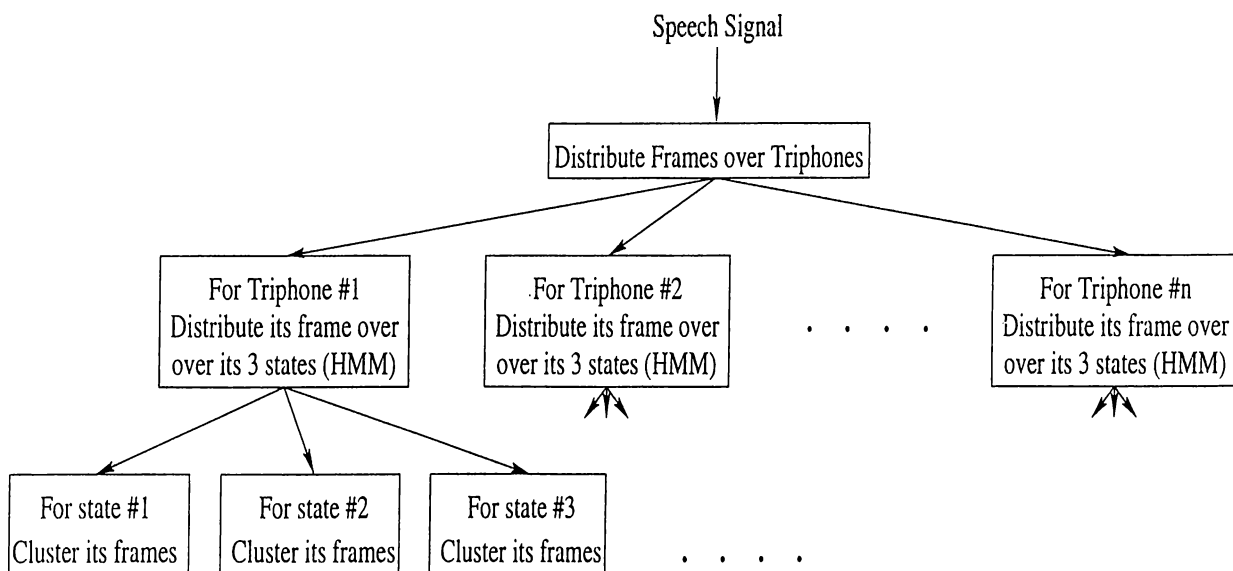 Speech Signal
Distribute Frames over Triphones
For Triphone #1
Distribute its frame over
over its 3 states (HMM)
For Triphone #2
Distribute its frame over
over its 3 states (HMM)
. . . .
For Triphone #n
Distribute its frame over
over its 3 states (HMM)
For state #1
Cluster its frames
For state #2
Cluster its frames
For state #3
Cluster its frames
. . . .